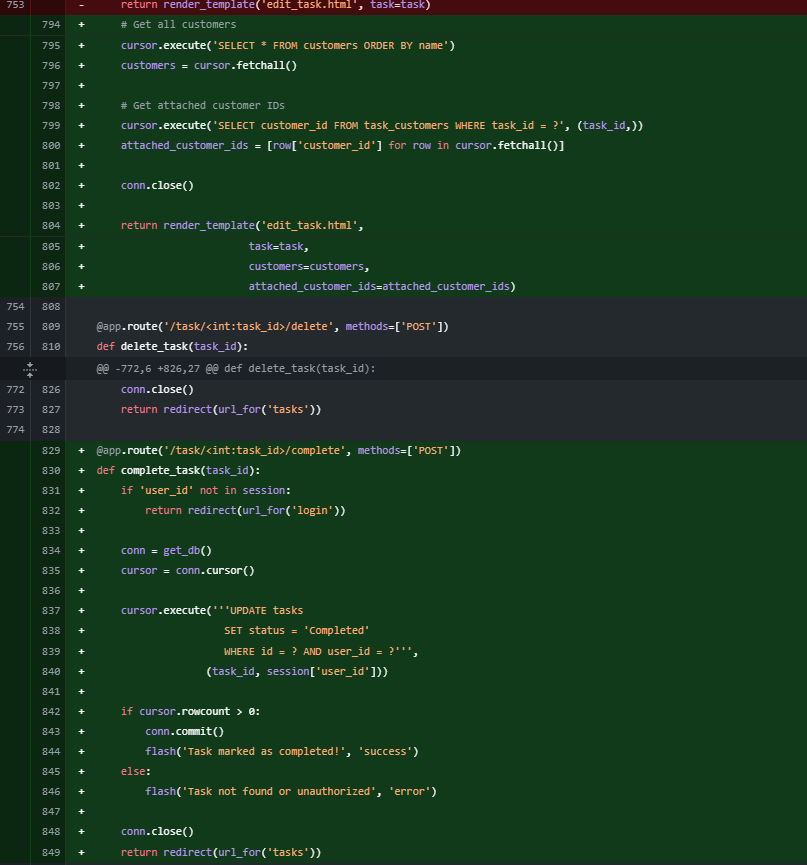 753 - return render_template('edit_task.html', task=task)
794 + # Get all customers
795 + cursor.execute('SELECT * FROM customers ORDER BY name')
796 + customers = cursor.fetchall()
797 +
798 + # Get attached customer IDs
799 + cursor.execute('SELECT customer_id FROM task_customers WHERE task_id = ?', (task_id,))
800 + attached_customer_ids = [row['customer_id'] for row in cursor.fetchall()]
801 +
802 + conn.close()
803 +
804 + return render_template('edit_task.html',
805 + task=task,
806 + customers=customers,
807 + attached_customer_ids=attached_customer_ids)
754 808
755 809 @app.route('/task/<int:task_id>/delete', methods=['POST'])
756 810 def delete_task(task_id):
@@ -772,6 +826,27 @@ def delete_task(task_id):
772 826 conn.close()
773 827 return redirect(url_for('tasks'))
774 828
829 + @app.route('/task/<int:task_id>/complete', methods=['POST'])
830 + def complete_task(task_id):
831 + if 'user_id' not in session:
832 + return redirect(url_for('login'))
833 +
834 + conn = get_db()
835 + cursor = conn.cursor()
836 +
837 + cursor.execute('''UPDATE tasks
838 + SET status = 'Completed'
839 + WHERE id = ? AND user_id = ?''',
840 + (task_id, session['user_id']))
841 +
842 + if cursor.rowcount > 0:
843 + conn.commit()
844 + flash('Task marked as completed!', 'success')
845 + else:
846 + flash('Task not found or unauthorized', 'error')
847 +
848 + conn.close()
849 + return redirect(url_for('tasks'))